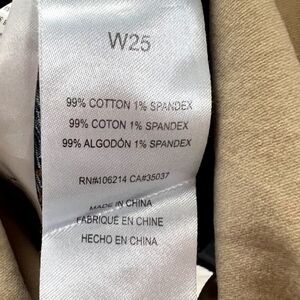 W25
99% COTTON 1% SPANDEX
99% COTON 1% SPANDEX
99% ALGODÓN 1% SPANDEX
RN#106214 CA#35037
MADE IN CHINA
FABRIQUÉ EN CHINE
HECHO EN CHINA